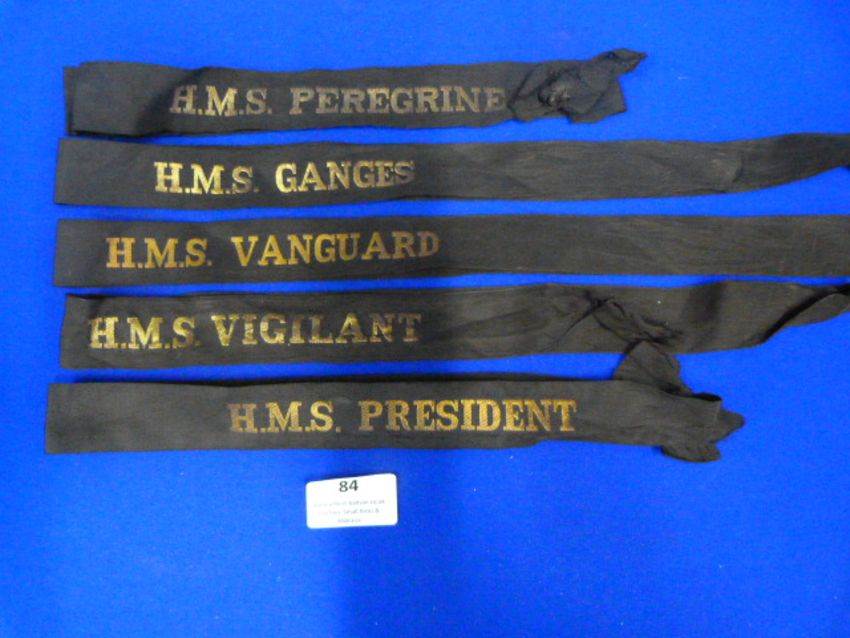 H.M.S. PEREGRINE
H.M.S. GANGES
H.M.S. VANGUARD
H.M.S. VIGILANT
H.M.S. PRESIDENT
84